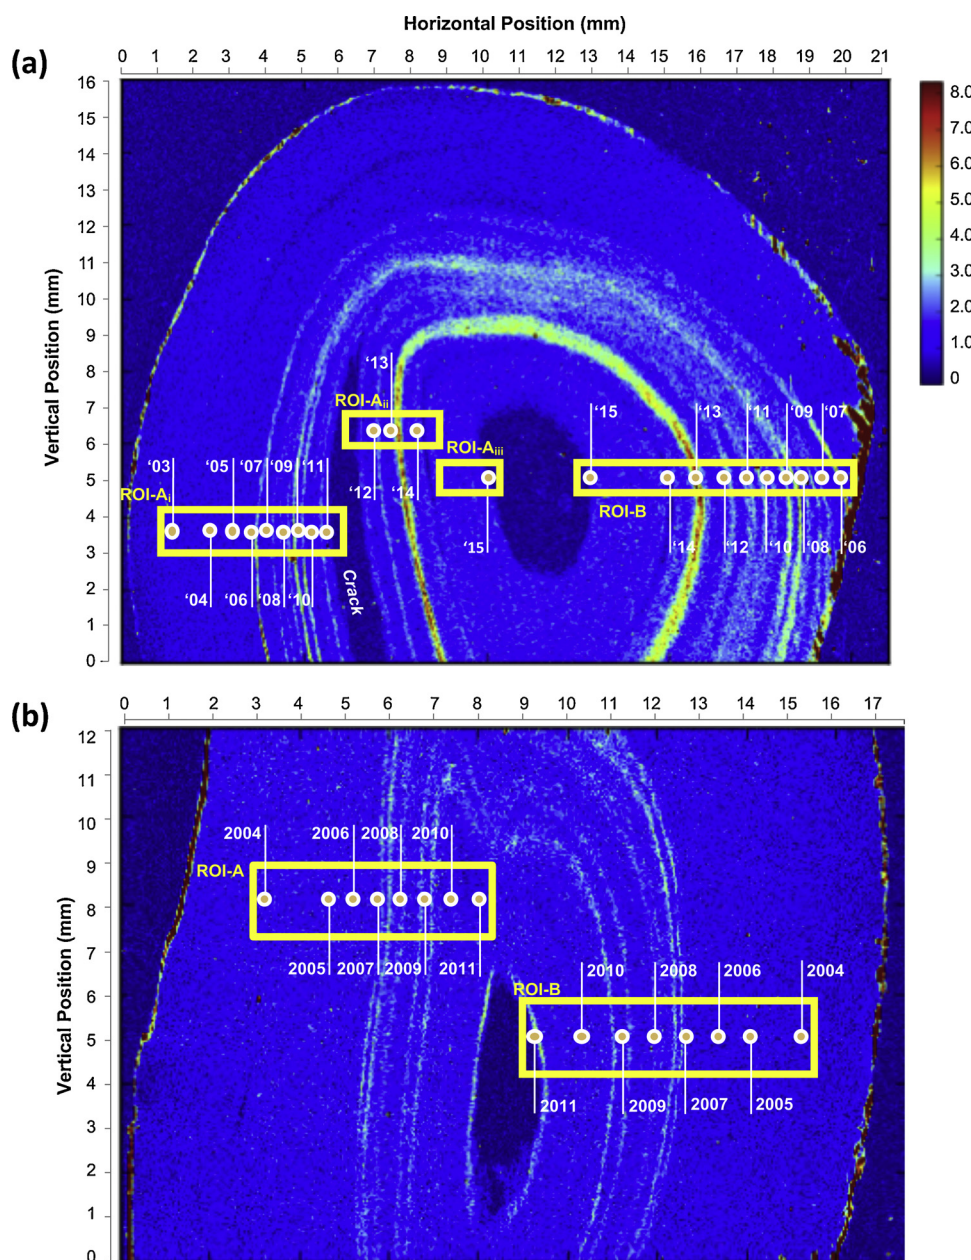 Horizontal Position (mm)
(a)
0 1 2 3 4 5 6 7 8 9 10 11 12 13 14 15 16 17 18 19 20 21
16
15
14
13
12
11
10
9
8
7
6
5
4
3
2
1
0
Vertical Position (mm)
8.0
7.0
6.0
5.0
4.0
3.0
2.0
1.0
0
‘13
ROI-Aii
‘12 ‘14
ROI-Aiii
‘15
‘03 ‘05 ‘07 ‘09 ‘11
ROI-Ai
‘04 ‘06 ‘08 ‘10
Crack
‘15 ‘13 ‘11 ‘09 ‘07
ROI-B
‘14 ‘12 ‘10 ‘08 ‘06
(b)
0 1 2 3 4 5 6 7 8 9 10 11 12 13 14 15 16 17
12
11
10
9
8
7
6
5
4
3
2
1
0
Vertical Position (mm)
2004 2006 2008 2010
ROI-A
2005 2007 2009 2011
2010 2008 2006 2004
ROI-B
2011 2009 2007 2005